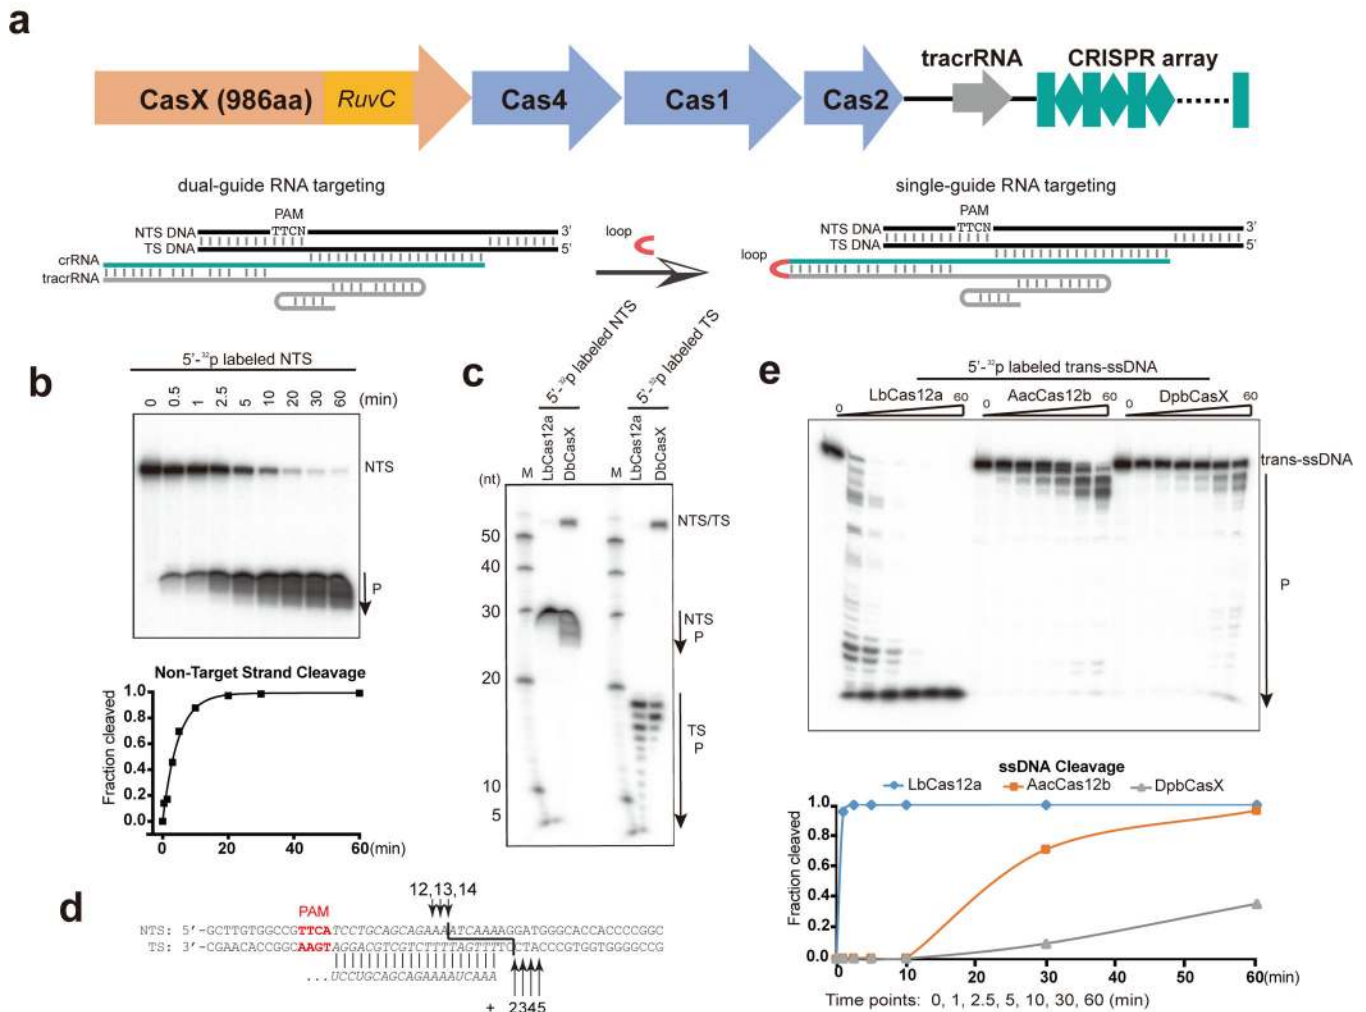 a
CasX (986aa) RuvC Cas4 Cas1 Cas2 tracrRNA CRISPR array
dual-guide RNA targeting
PAM
NTS DNA TTCN 3'
TS DNA 5'
crRNA
tracrRNA
loop
single-guide RNA targeting
PAM
NTS DNA TTCN 3'
TS DNA 5'
loop
b
5'-³²p labeled NTS
0 0.5 1 2.5 5 10 20 30 60 (min)
NTS
P
Non-Target Strand Cleavage
Fraction cleaved
1.0
0.8
0.6
0.4
0.2
0.0
0 20 40 60(min)
c
5'-³²p labeled NTS
5'-³²p labeled TS
(nt) M LbCas12a DbCasX M LbCas12a DbCasX
50
40
30
20
10
5
NTS/TS
NTS
P
TS
P
d
12,13,14
PAM
NTS: 5'-GCTTGTGGCCGTTCATCCTGCAGCAGAAAATCAAAAGGATGGGCACCACCCCGGC
TS: 3'-CGAACACCGGCAAGTAGGACGTCGTCTTTTAGTTTTCCTACCCGTGGTGGGGCCG
...UCCUGCAGCAGAAAAUCAAA
+ 2345
e
5'-³²p labeled trans-ssDNA
0 LbCas12a 60 0 AacCas12b 60 0 DpbCasX 60
trans-ssDNA
P
ssDNA Cleavage
LbCas12a AacCas12b DpbCasX
Fraction cleaved
1.0
0.8
0.6
0.4
0.2
0.0
0 10 20 30 40 50 60(min)
Time points: 0, 1, 2.5, 5, 10, 30, 60 (min)